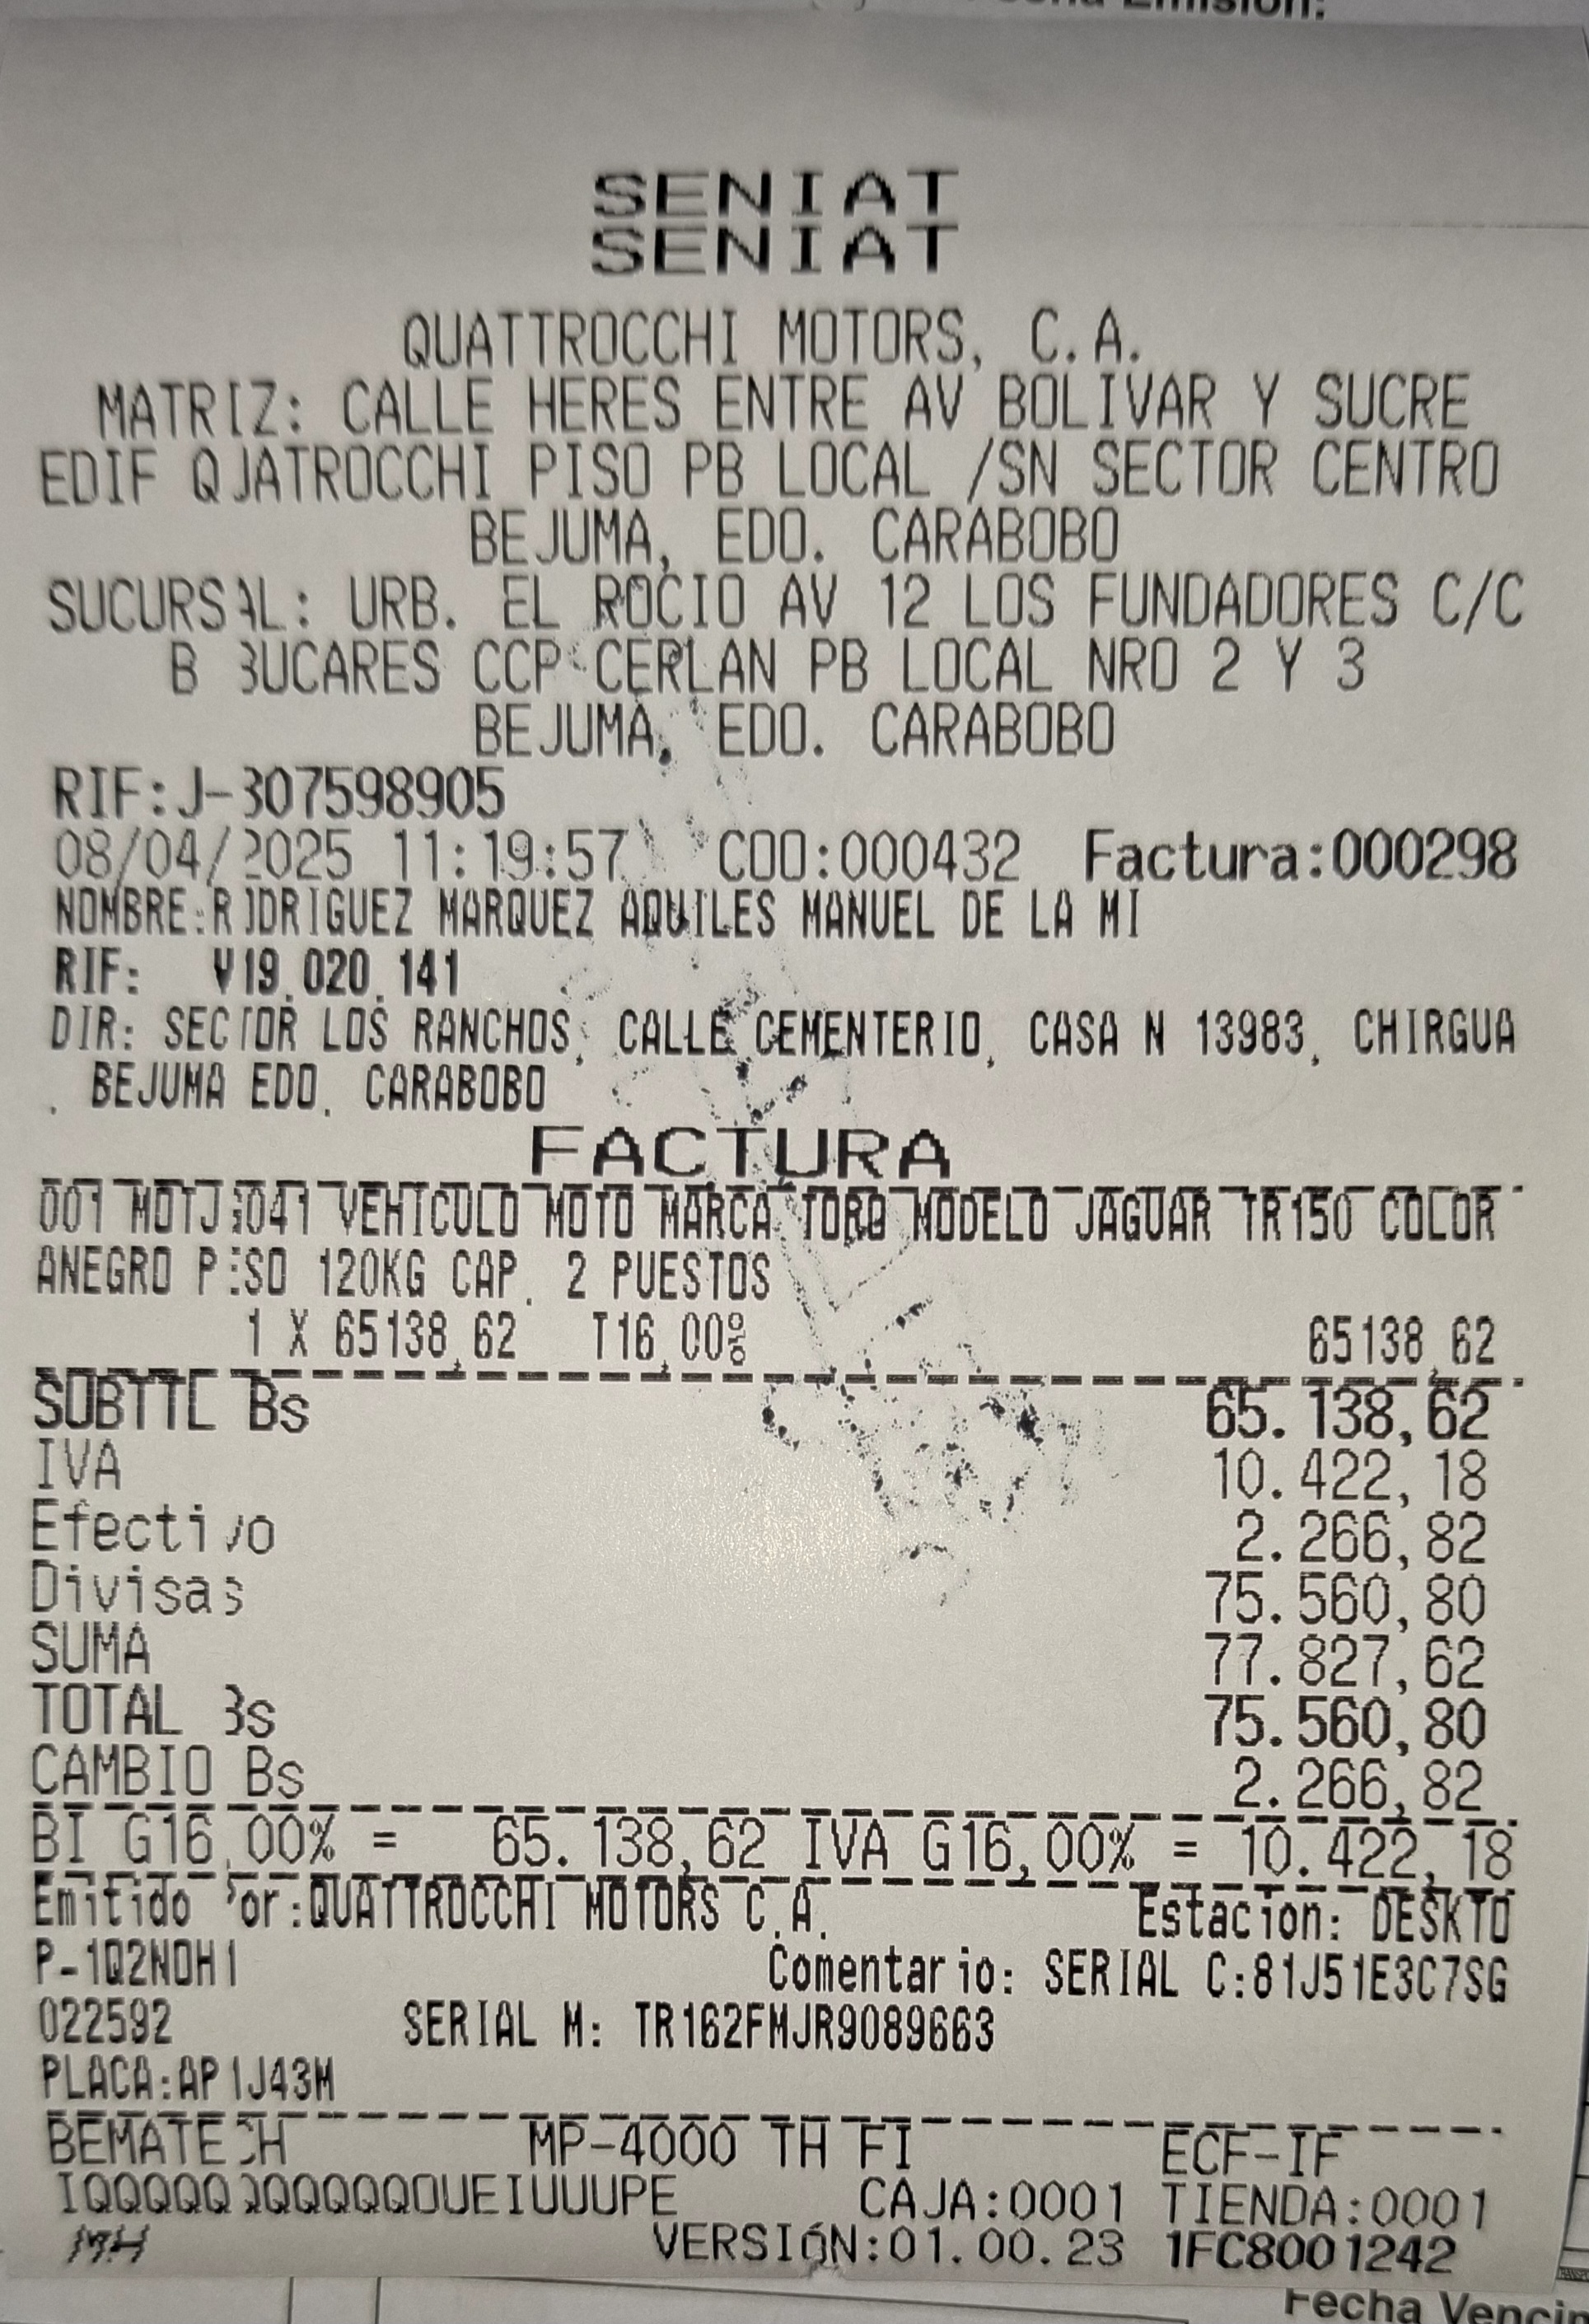 Emisión:
SENIAT
SENIAT
QUATTROCCHI MOTORS, C.A.
MATRIZ: CALLE HERES ENTRE AV BOLIVAR Y SUCRE
EDIF QUATROCCHI PISO PB LOCAL /SN SECTOR CENTRO
BEJUMA, EDO. CARABOBO
SUCURSAL: URB. EL ROCIO AV 12 LOS FUNDADORES C/C
B BUCARES CCP CERLAN PB LOCAL NRO 2 Y 3
BEJUMA, EDO. CARABOBO
RIF:J-307598905
08/04/2025 11:19:57 COO:000432 Factura:000298
NOMBRE:RODRIGUEZ MARQUEZ AQUILES MANUEL DE LA MI
RIF: V19.020.141
DIR: SECTOR LOS RANCHOS, CALLE CEMENTERIO, CASA N 13983, CHIRGUA
, BEJUMA EDO. CARABOBO
FACTURA
001 VEHICULO MOTO MARCA TORO MODELO JAGUAR TR150 COLOR
ANEGRO PESO 120KG CAP. 2 PUESTOS
1 X 65138,62 T16,00% 65138,62
SUBTTL Bs 65.138,62
IVA 10.422,18
Efectivo 2.266,82
Divisas 75.560,80
SUMA 77.827,62
TOTAL Bs 75.560,80
CAMBIO Bs 2.266,82
BI G16,00% = 65.138,62 IVA G16,00% = 10.422,18
Emitido Por:QUATTROCCHI MOTORS C.A. Estacion: DESKTO
P-1Q2NOH1 Comentario: SERIAL C:81J51E3C7SG
022592 SERIAL M: TR162FMJR9089663
PLACA:AP1J43M
BEMATECH MP-4000 TH FI ECF-IF
IQQQQQQQQQQQQOUEIUUUPE CAJA:0001 TIENDA:0001
MH VERSIóN:01.00.23 1FC8001242
Fecha